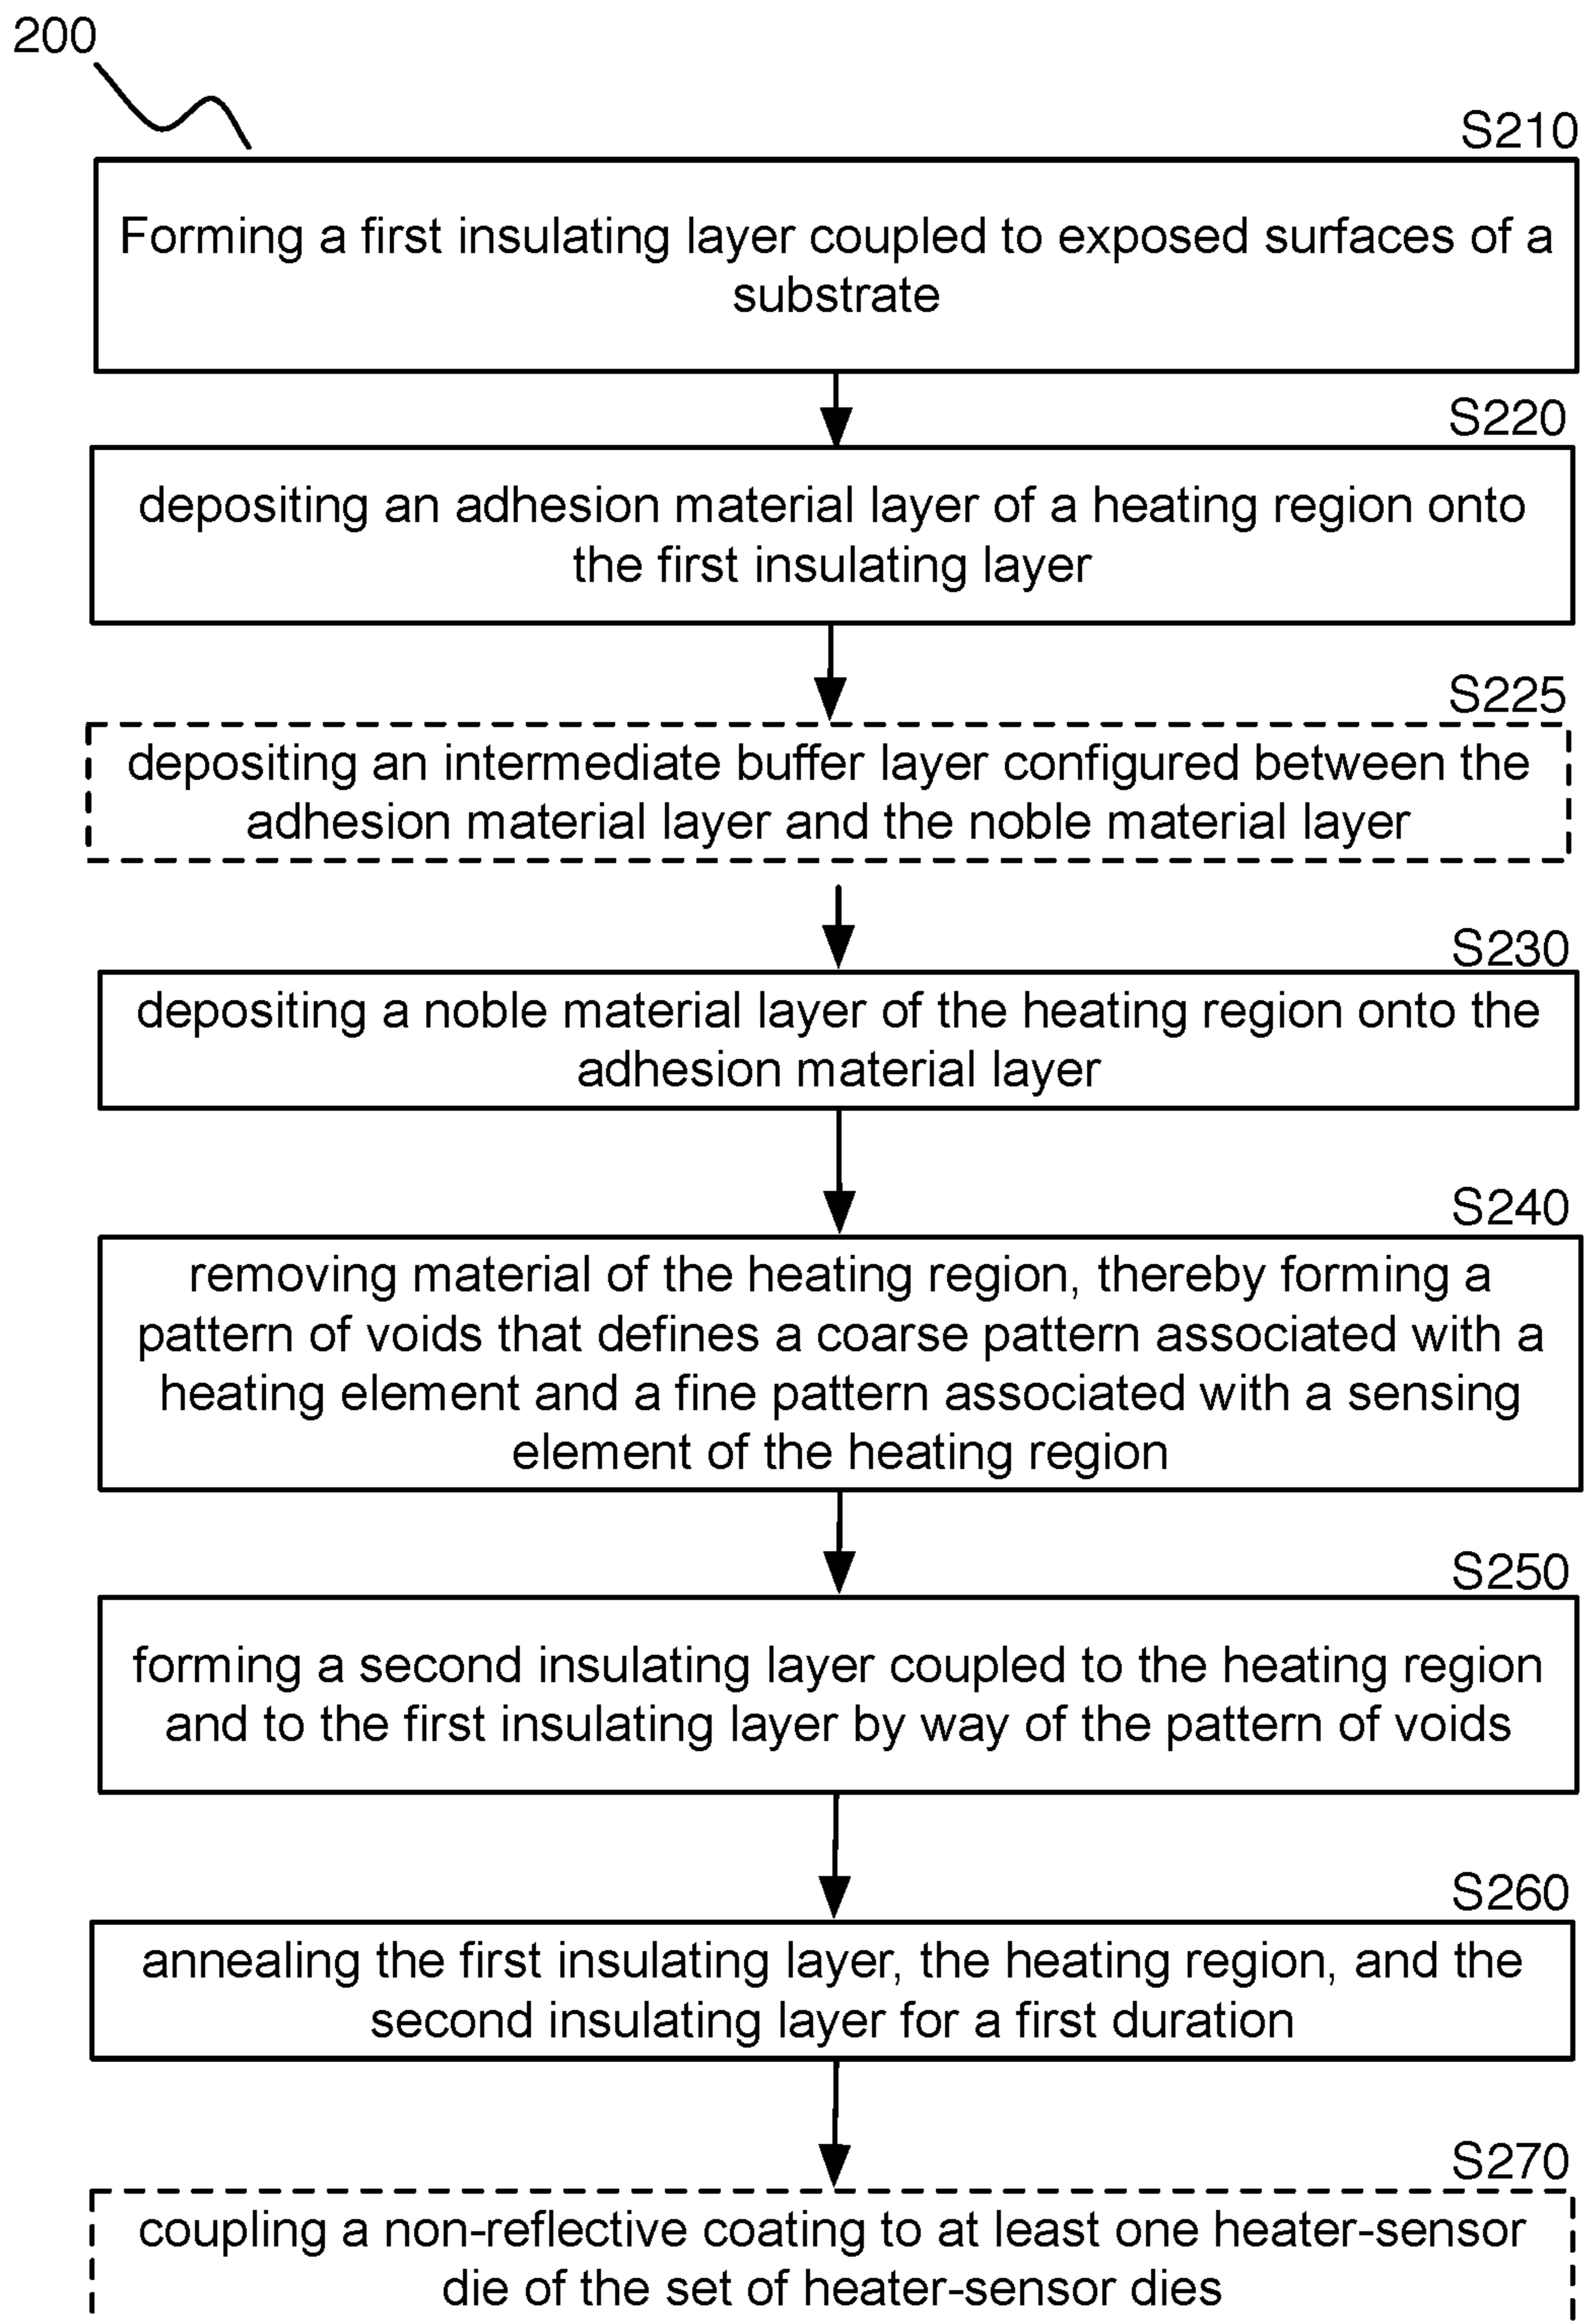 200
S210
Forming a first insulating layer coupled to exposed surfaces of a
substrate
S220
depositing an adhesion material layer of a heating region onto
the first insulating layer
S225
depositing an intermediate buffer layer configured between the
adhesion material layer and the noble material layer
S230
depositing a noble material layer of the heating region onto the
adhesion material layer
S240
removing material of the heating region, thereby forming a
pattern of voids that defines a coarse pattern associated with a
heating element and a fine pattern associated with a sensing
element of the heating region
S250
forming a second insulating layer coupled to the heating region
and to the first insulating layer by way of the pattern of voids
S260
annealing the first insulating layer, the heating region, and the
second insulating layer for a first duration
S270
coupling a non-reflective coating to at least one heater-sensor
die of the set of heater-sensor dies